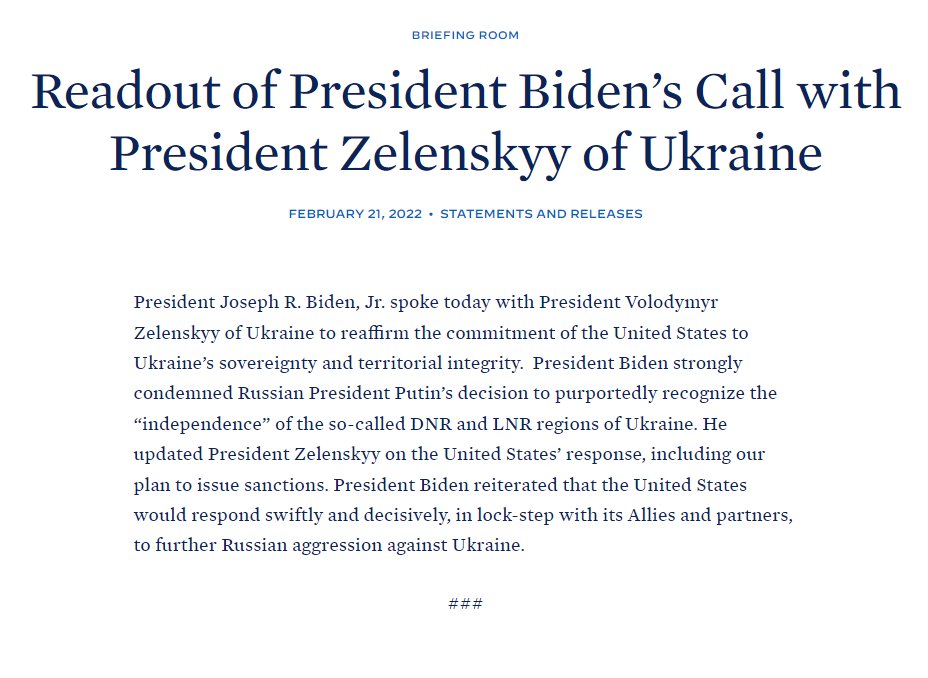 BRIEFING ROOM
Readout of President Biden’s Call with
President Zelenskyy of Ukraine
FEBRUARY 21, 2022 • STATEMENTS AND RELEASES
President Joseph R. Biden, Jr. spoke today with President Volodymyr
Zelenskyy of Ukraine to reaffirm the commitment of the United States to
Ukraine’s sovereignty and territorial integrity.  President Biden strongly
condemned Russian President Putin’s decision to purportedly recognize the
“independence” of the so-called DNR and LNR regions of Ukraine. He
updated President Zelenskyy on the United States’ response, including our
plan to issue sanctions. President Biden reiterated that the United States
would respond swiftly and decisively, in lock-step with its Allies and partners,
to further Russian aggression against Ukraine.
###